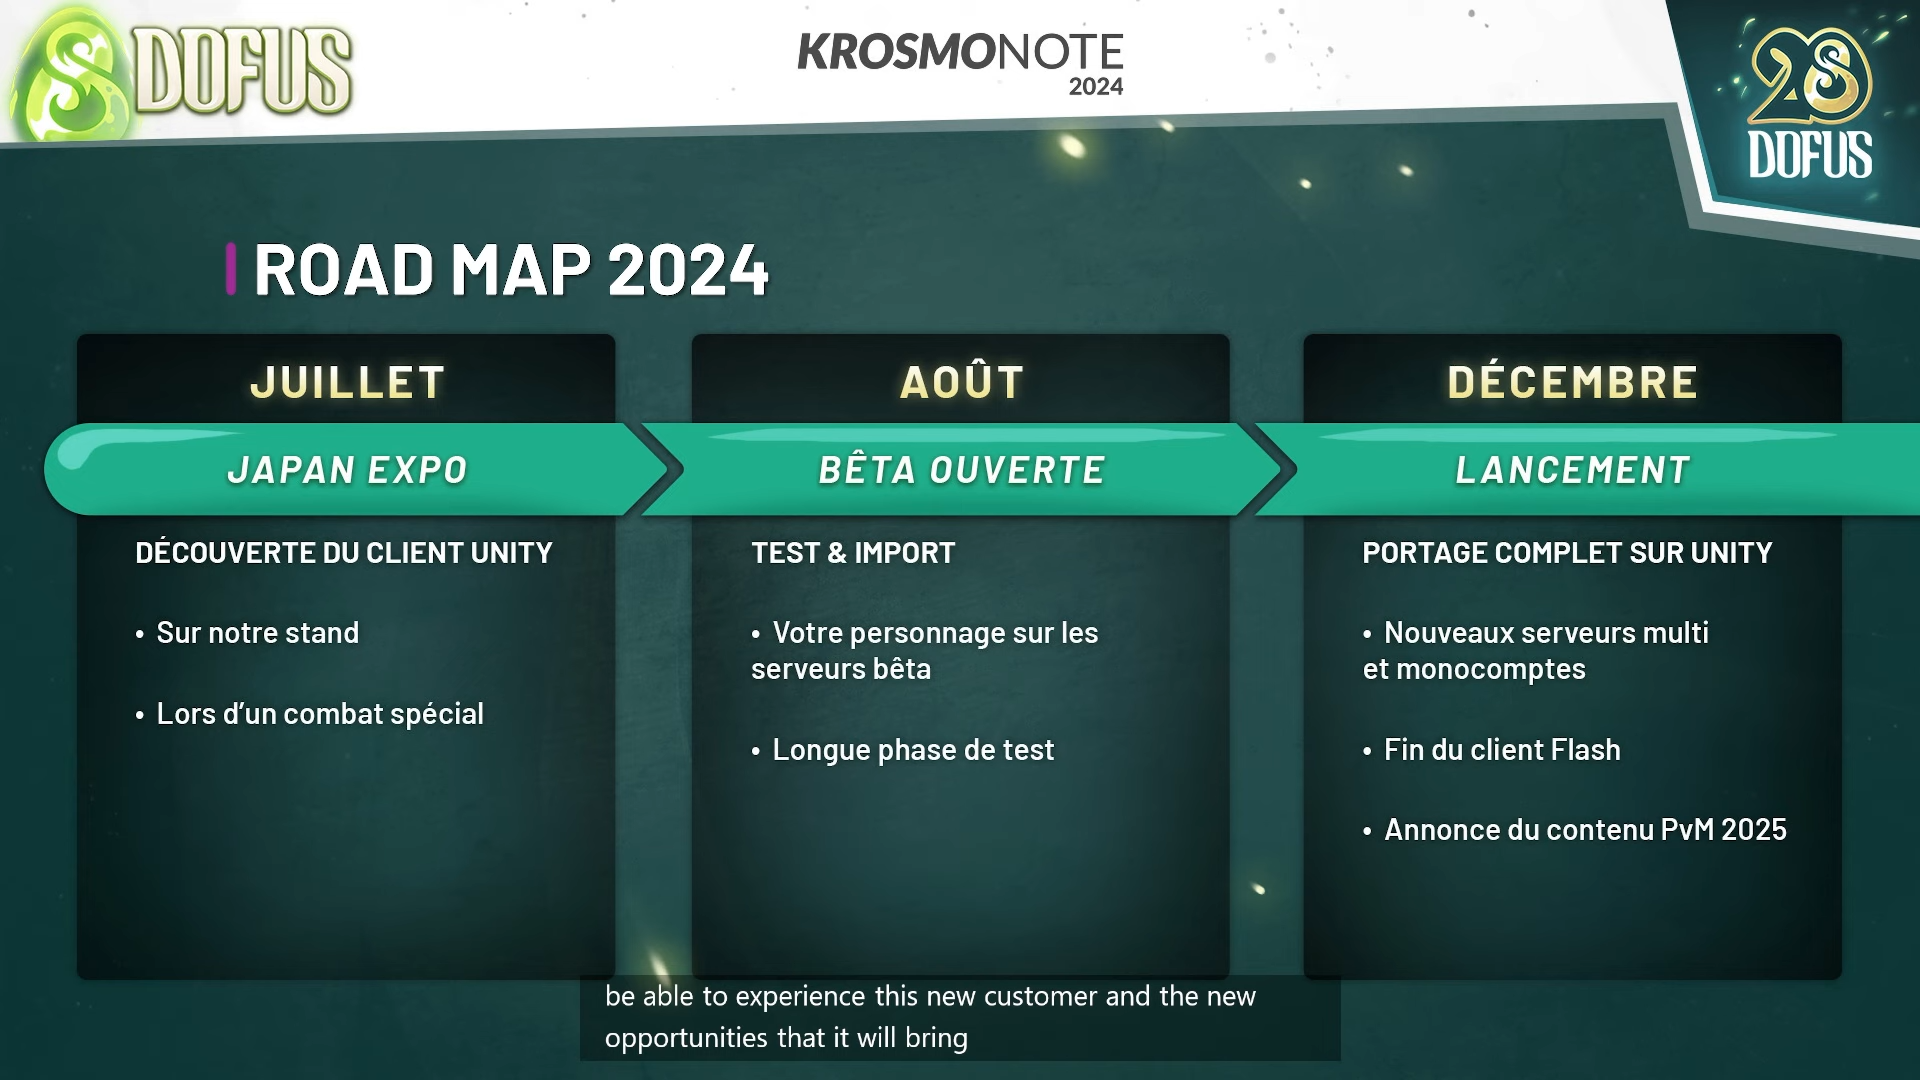 DOFUS
KROSMONOTE
2024
20
DOFUS
ROAD MAP 2024
JUILLET
JAPAN EXPO
DÉCOUVERTE DU CLIENT UNITY
• Sur notre stand
• Lors d’un combat spécial
AOÛT
BÊTA OUVERTE
TEST & IMPORT
• Votre personnage sur les
serveurs bêta
• Longue phase de test
DÉCEMBRE
LANCEMENT
PORTAGE COMPLET SUR UNITY
• Nouveaux serveurs multi
et monocomptes
• Fin du client Flash
• Annonce du contenu PvM 2025
be able to experience this new customer and the new
opportunities that it will bring